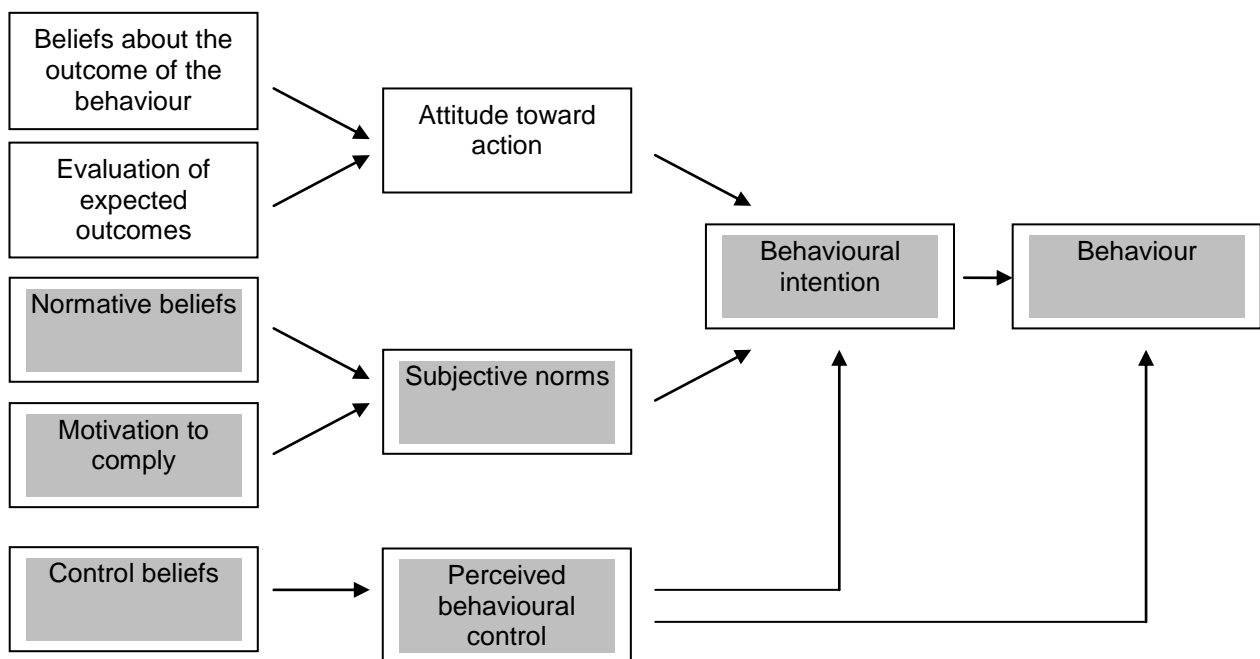 Beliefs about the
outcome of the
behaviour
Evaluation of
expected
outcomes
Normative beliefs
Motivation to
comply
Control beliefs
Attitude toward
action
Subjective norms
Perceived
behavioural
control
Behavioural
intention
Behaviour